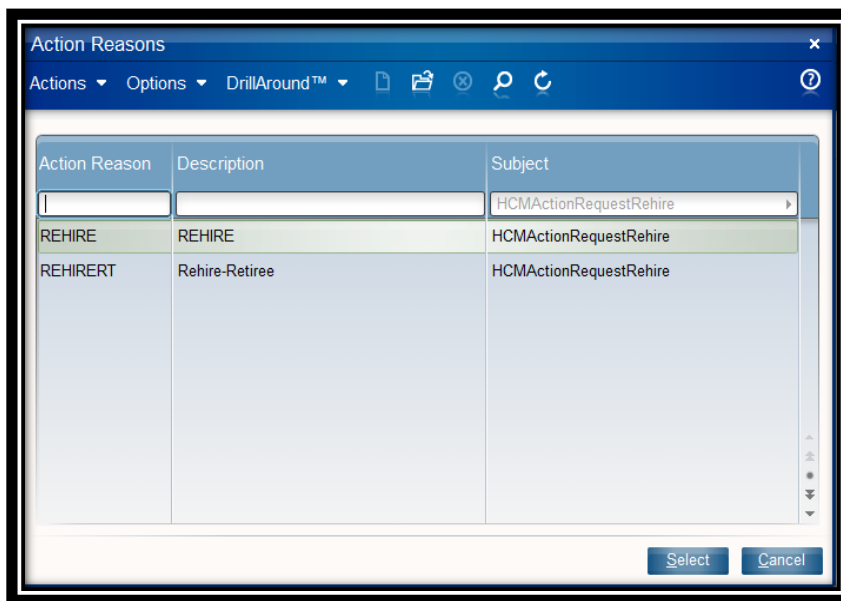 Action Reasons
Actions Options DrillAround™
Action Reason Description Subject
HCMActionRequestRehire
REHIRE REHIRE HCMActionRequestRehire
REHIRERT Rehire-Retiree HCMActionRequestRehire
Select Cancel